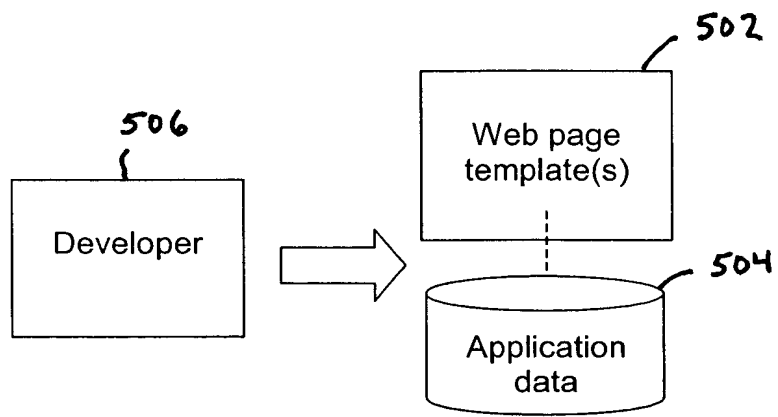 502
506
Web page
template(s)
Developer
504
Application
data